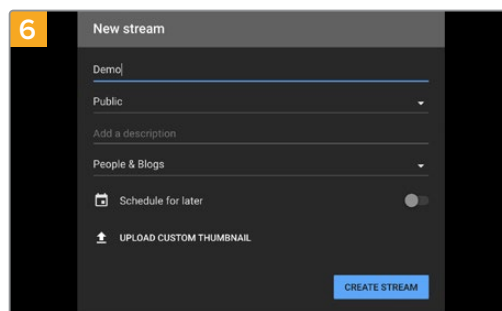 6
New stream
Demo
Public
Add a description
People & Blogs
Schedule for later
UPLOAD CUSTOM THUMBNAIL
CREATE STREAM